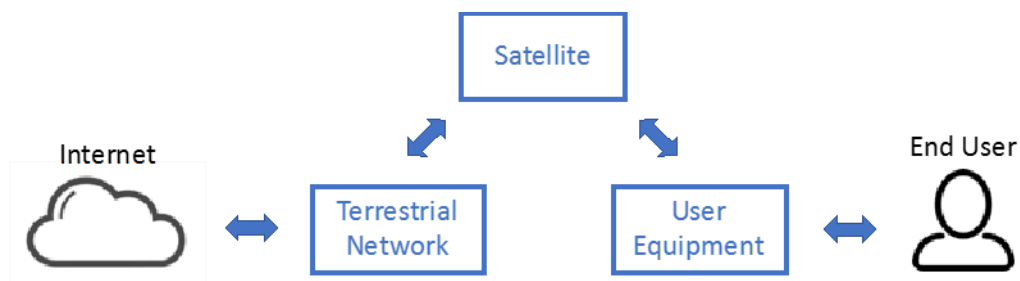 Satellite
Internet
End User
Terrestrial
Network
User
Equipment